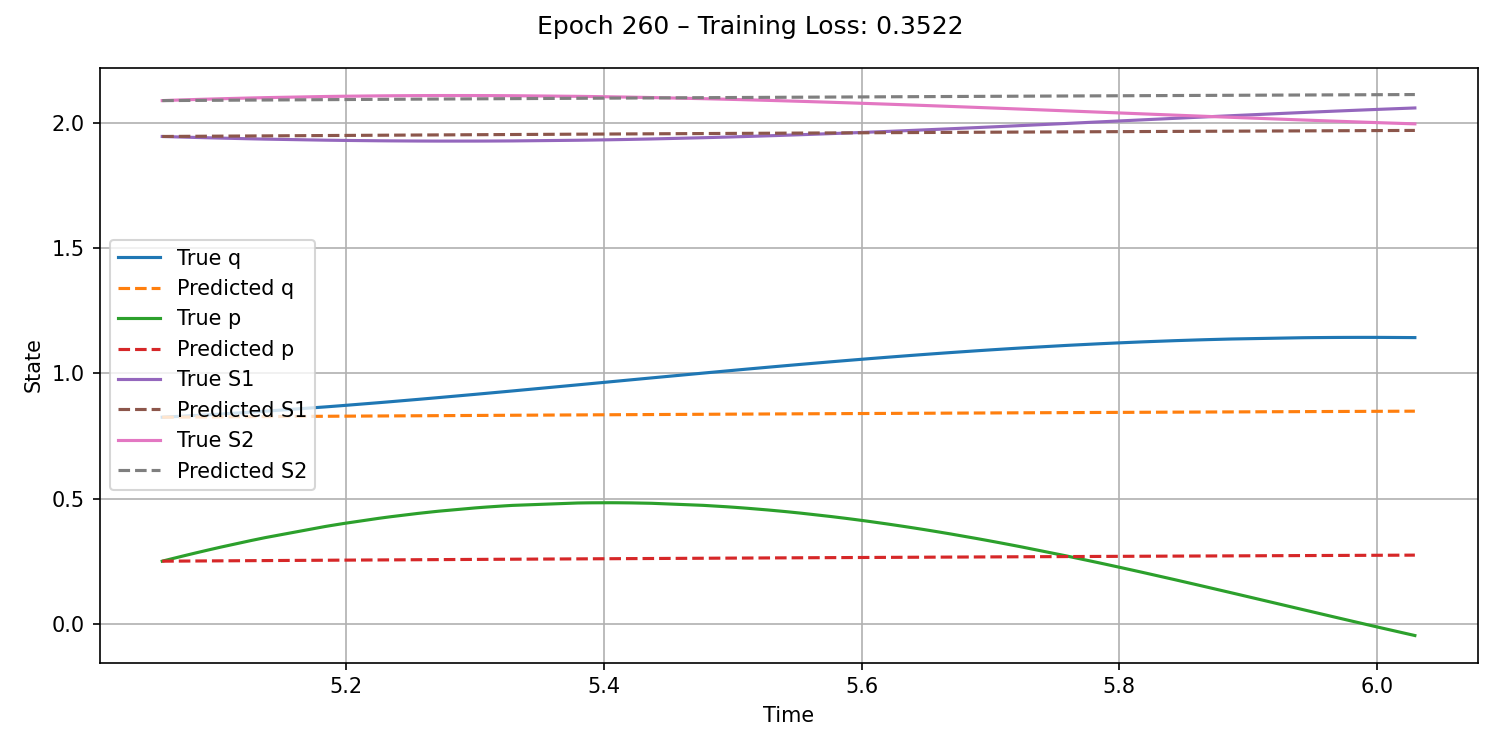 Epoch 260 – Training Loss: 0.3522
State
2.0
1.5
1.0
0.5
0.0
True q
Predicted q
True p
Predicted p
True S1
Predicted S1
True S2
Predicted S2
5.2 5.4 5.6 5.8 6.0
Time